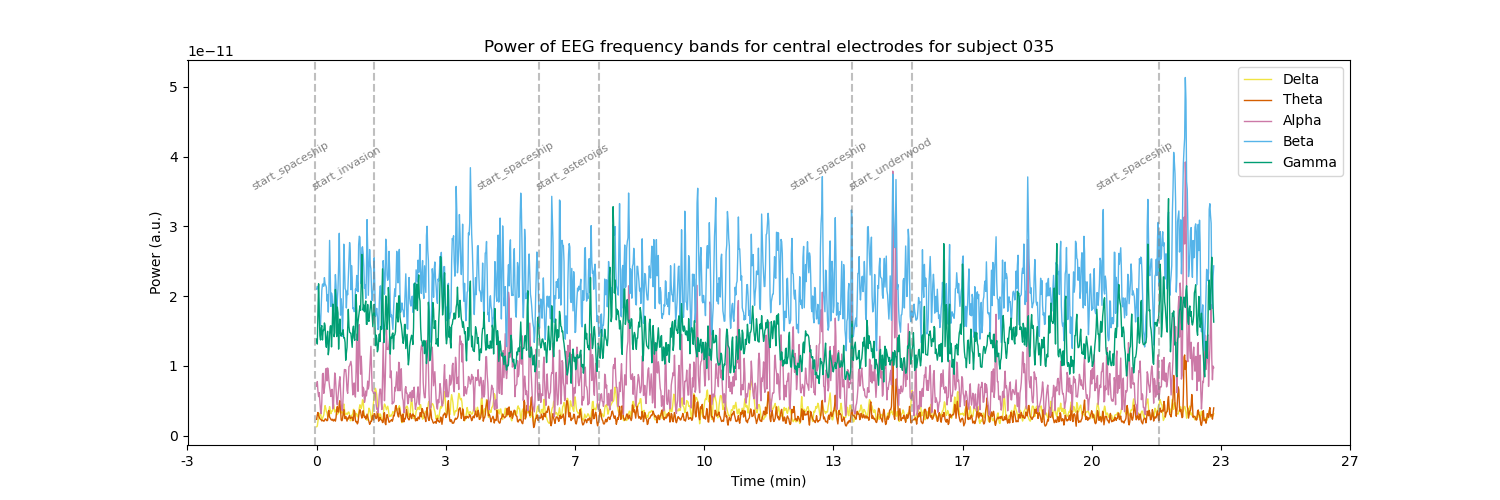 Power of EEG frequency bands for central electrodes for subject 035
1e−11
5
4
3
2
1
0
Power (a.u.)
start_spaceship
start_invasion
start_spaceship
start_asteroids
start_spaceship
start_underwood
start_spaceship
Delta
Theta
Alpha
Beta
Gamma
-3 0 3 7 10 13 17 20 23 27
Time (min)